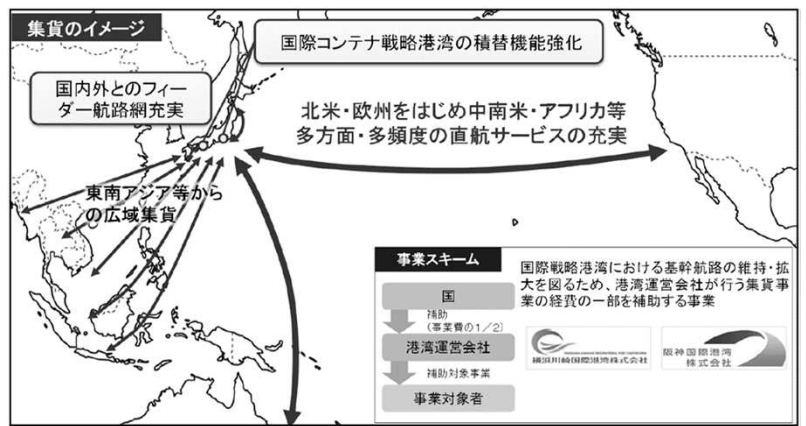 集貨のイメージ
国際コンテナ戦略港湾の積替機能強化
国内外とのフィー
ダー航路網充実
北米・欧州をはじめ中南米・アフリカ等
多方面・多頻度の直航サービスの充実
東南アジア等から
の広域集貨
事業スキーム
国際戦略港湾における基幹航路の維持・拡
大を図るため、港湾運営会社が行う集貨事
業の経費の一部を補助する事業
国
補助
(事業費の1/2)
港湾運営会社
補助対象事業
事業対象者
横浜川崎国際港湾株式会社
阪神国際港湾
株式会社